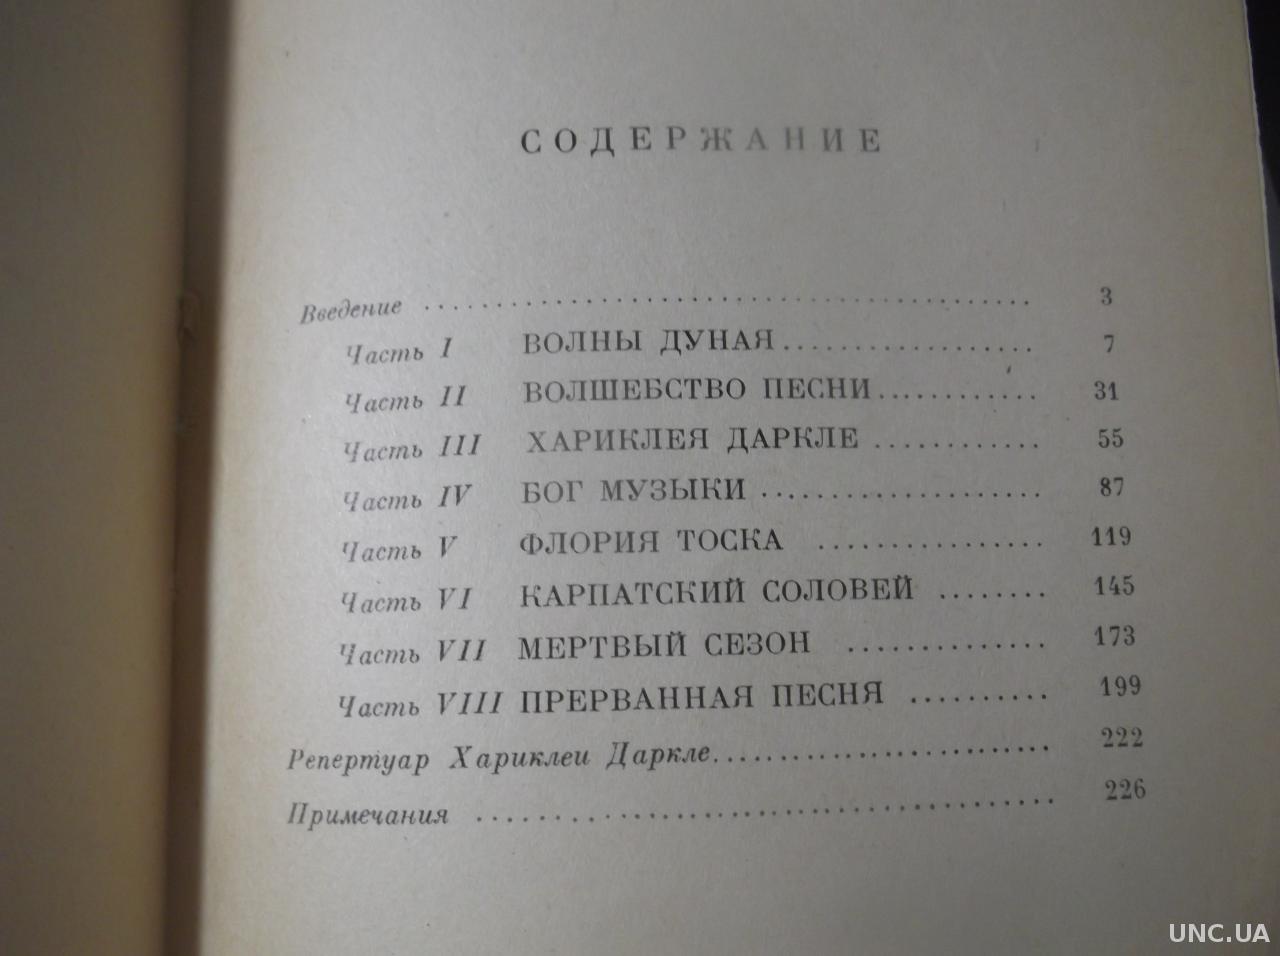 СОДЕРЖАНИЕ
Введение ........................................ 3
Часть I ВОЛНЫ ДУНАЯ................. 7
Часть II ВОЛШЕБСТВО ПЕСНИ........... 31
Часть III ХАРИКЛЕЯ ДАРКЛЕ ........... 55
Часть IV БОГ МУЗЫКИ ................... 87
Часть V ФЛОРИЯ ТОСКА ............... 119
Часть VI КАРПАТСКИЙ СОЛОВЕЙ ........ 145
Часть VII МЕРТВЫЙ СЕЗОН ............. 173
Часть VIII ПРЕРВАННАЯ ПЕСНЯ .......... 199
Репертуар Хариклеи Даркле....................... 222
Примечания ..................................... 226
UNC.UA